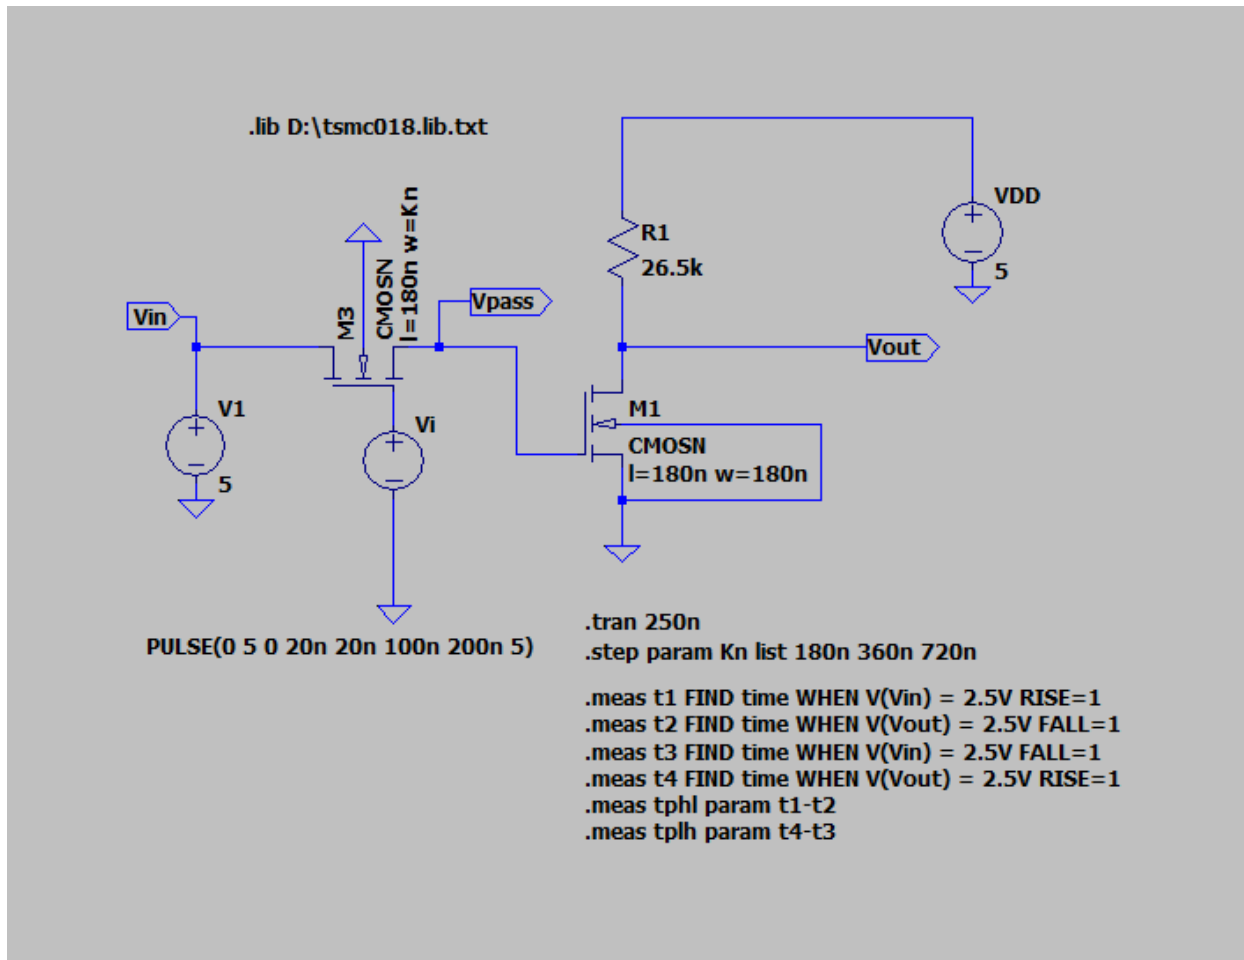 .lib D:\tsmc018.lib.txt
VDD
5
R1
26.5k
l=180n w=Kn
CMOSN
M3
Vpass
Vin
Vout
V1
5
Vi
M1
CMOSN
l=180n w=180n
PULSE(0 5 0 20n 20n 100n 200n 5)
.tran 250n
.step param Kn list 180n 360n 720n
.meas t1 FIND time WHEN V(Vin) = 2.5V RISE=1
.meas t2 FIND time WHEN V(Vout) = 2.5V FALL=1
.meas t3 FIND time WHEN V(Vin) = 2.5V FALL=1
.meas t4 FIND time WHEN V(Vout) = 2.5V RISE=1
.meas tphl param t1-t2
.meas tplh param t4-t3